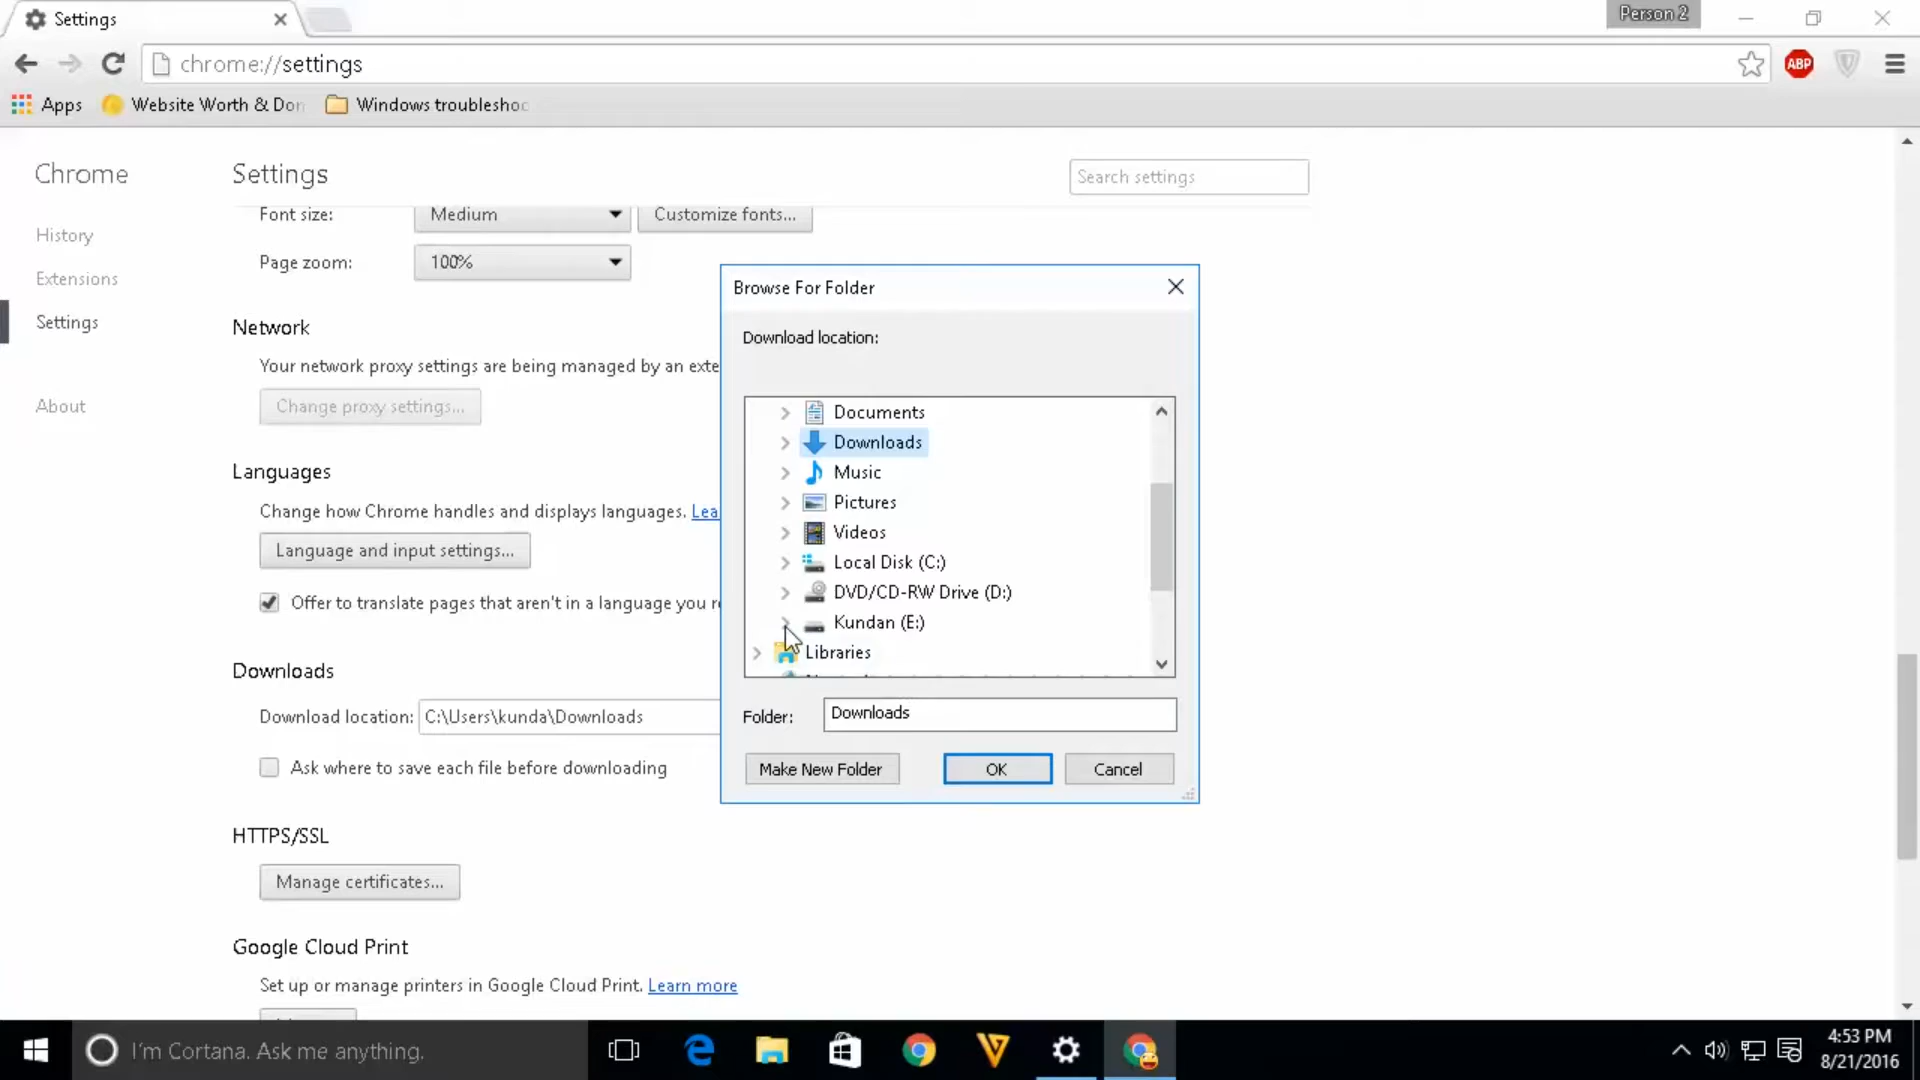 Settings
Person 2
chrome://settings
ABP
Apps
Website Worth & Don
Windows troubleshoo
Chrome
Settings
Search settings
History
Extensions
Settings
About
Font size:
Medium
Customize fonts...
Page zoom:
100%
Network
Your network proxy settings are being managed by an exte
Change proxy settings...
Languages
Change how Chrome handles and displays languages. Lea
Language and input settings...
Offer to translate pages that aren't in a language you r
Downloads
Download location:
C:\Users\kunda\Downloads
Ask where to save each file before downloading
HTTPS/SSL
Manage certificates...
Google Cloud Print
Set up or manage printers in Google Cloud Print. Learn more
Browse For Folder
Download location:
Documents
Downloads
Music
Pictures
Videos
Local Disk (C:)
DVD/CD-RW Drive (D:)
Kundan (E:)
Libraries
Folder:
Downloads
Make New Folder
OK
Cancel
I'm Cortana. Ask me anything.
4:53 PM
8/21/2016